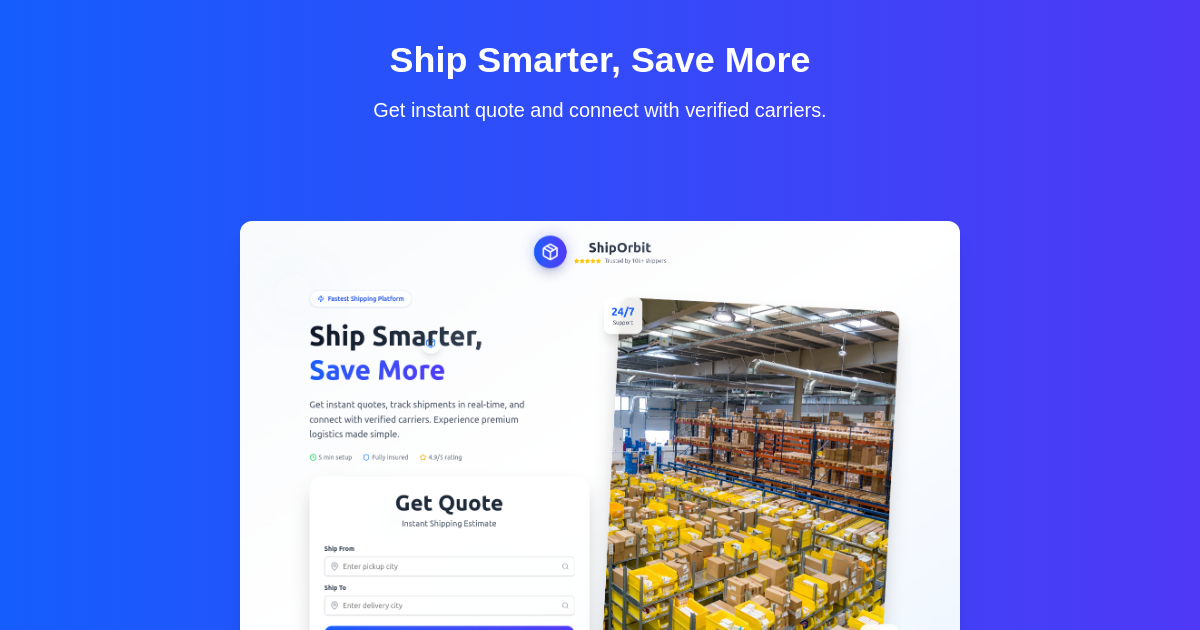 Ship Smarter, Save More
Get instant quote and connect with verified carriers.
ShipOrbit
Trusted by 10k+ shippers
Fastest Shipping Platform
Ship Smarter,
Save More
Get instant quotes, track shipments in real-time, and
connect with verified carriers. Experience premium
logistics made simple.
5 min setup
Fully insured
4.9/5 rating
24/7
Support
Get Quote
Instant Shipping Estimate
Ship From
Enter pickup city
Ship To
Enter delivery city